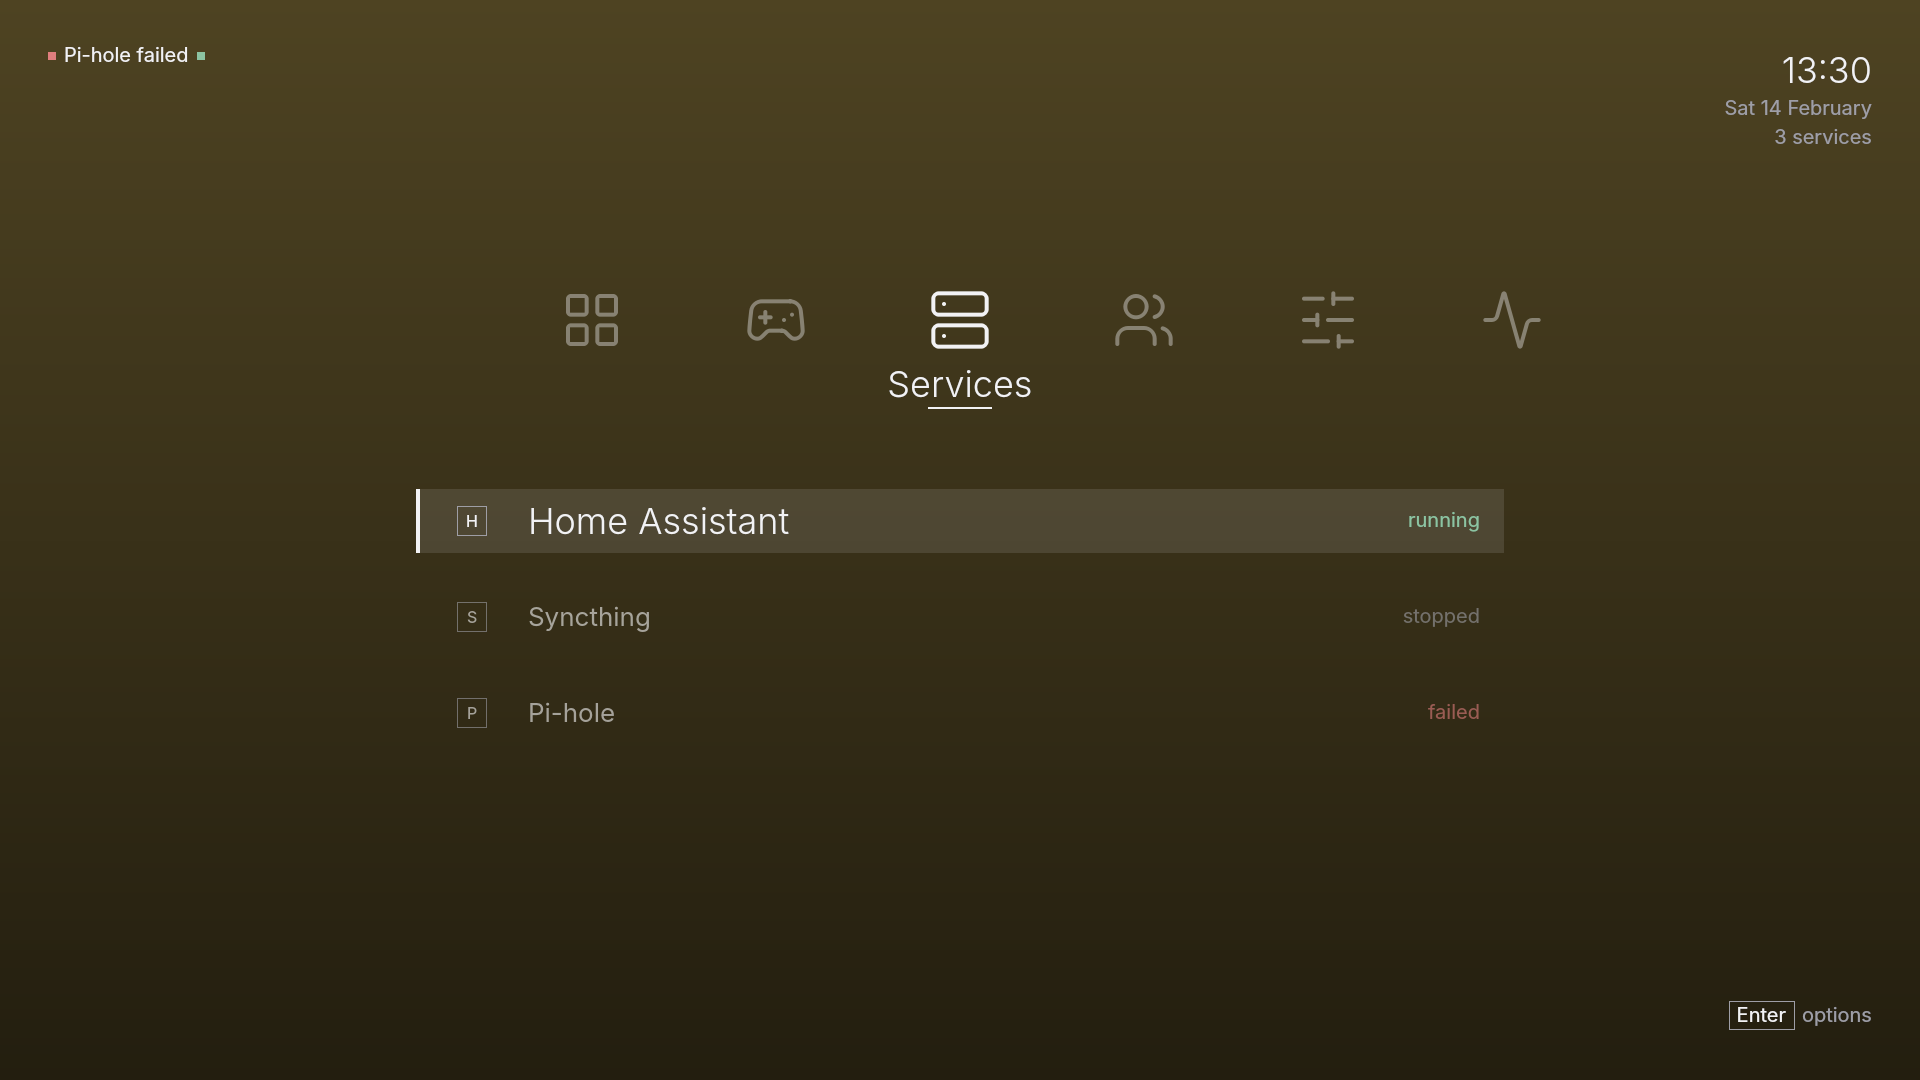 Pi-hole failed
13:30
Sat 14 February
3 services
Services
H Home Assistant running
S Syncthing stopped
P Pi-hole failed
Enter options